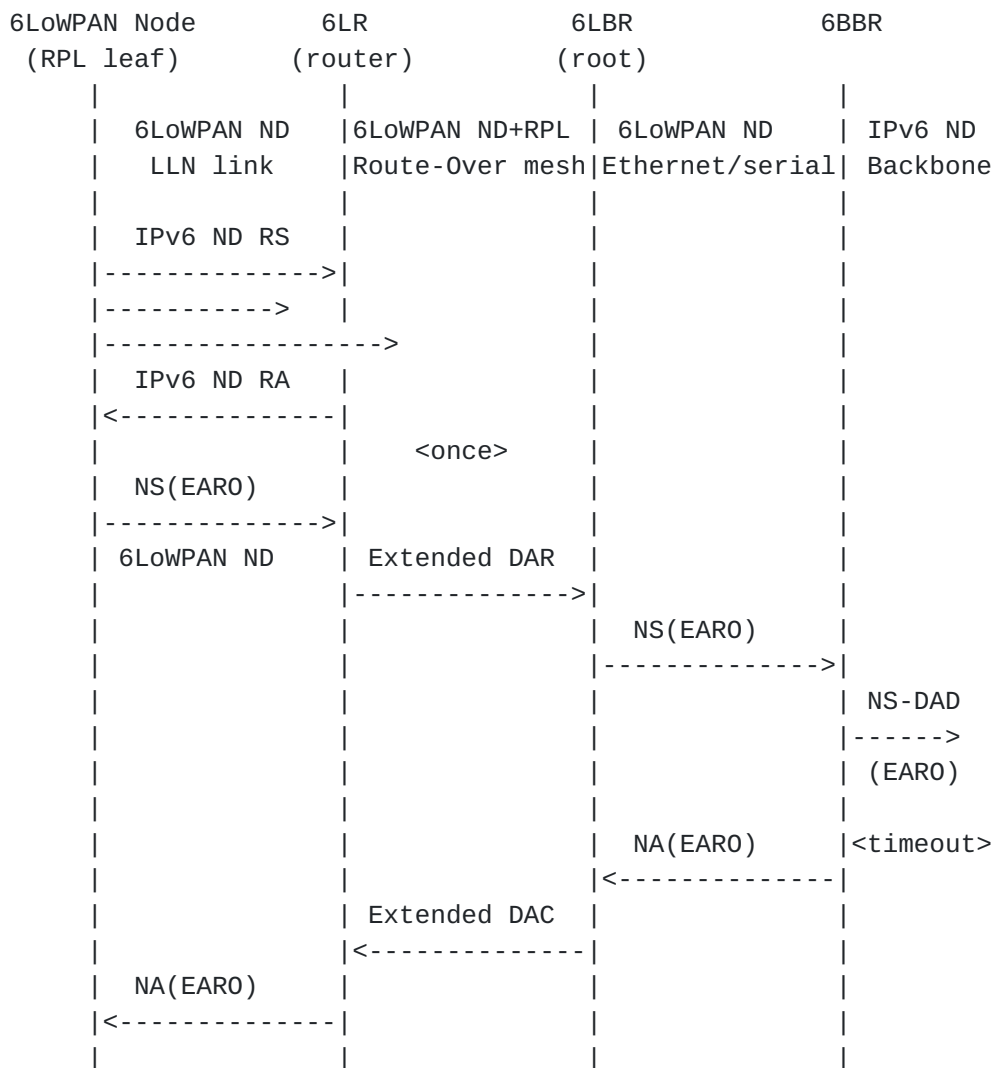 6LoWPAN Node        6LR             6LBR            6BBR
 (RPL leaf)       (router)         (root)
     |               |               |               |
     |  6LoWPAN ND   |6LoWPAN ND+RPL | 6LoWPAN ND    | IPv6 ND
     |   LLN link    |Route-Over mesh|Ethernet/serial| Backbone
     |               |               |               |
     |  IPv6 ND RS   |               |               |
     |-------------->|               |               |
     |----------->   |               |               |
     |------------------>            |               |
     |  IPv6 ND RA   |               |               |
     |<--------------|               |               |
     |               |    <once>     |               |
     |  NS(EARO)     |               |               |
     |-------------->|               |               |
     | 6LoWPAN ND    | Extended DAR  |               |
     |               |-------------->|               |
     |               |               |  NS(EARO)     |
     |               |               |-------------->|
     |               |               |               | NS-DAD
     |               |               |               |------>
     |               |               |               | (EARO)
     |               |               |               |
     |               |               |  NA(EARO)     |<timeout>
     |               |               |<--------------|
     |               | Extended DAC  |               |
     |               |<--------------|               |
     |  NA(EARO)     |               |               |
     |<--------------|               |               |
     |               |               |               |